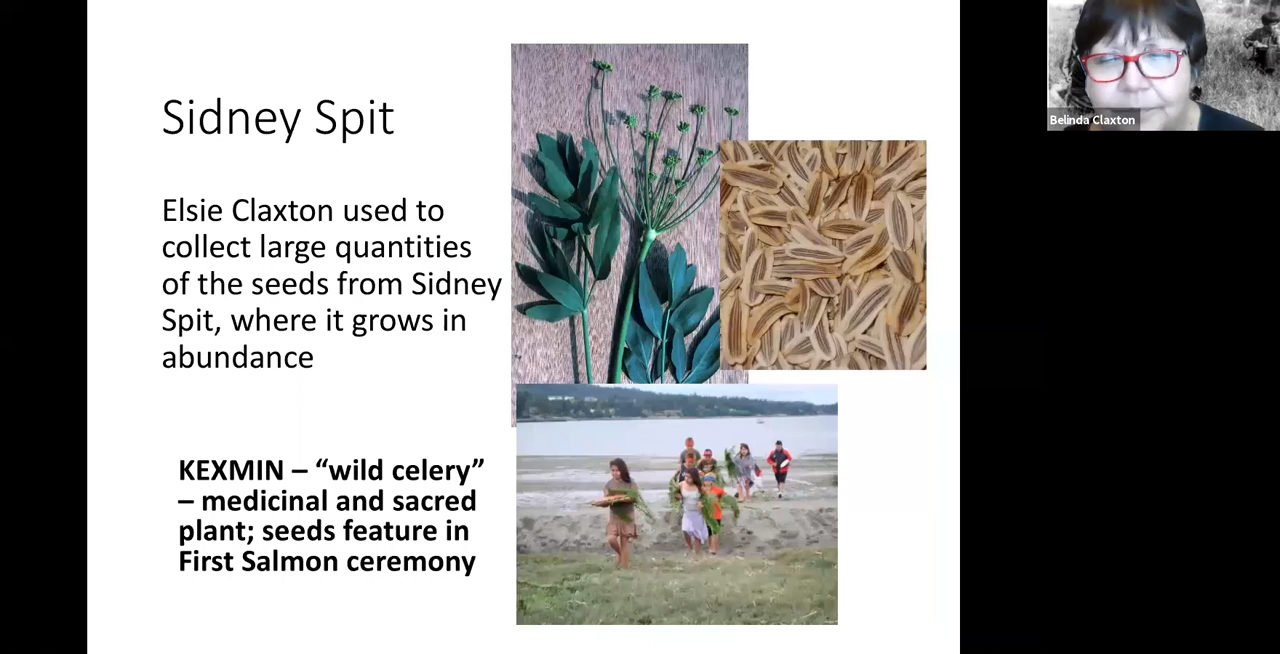 Sidney Spit
Elsie Claxton used to
collect large quantities
of the seeds from Sidney
Spit, where it grows in
abundance
KEXMIN – “wild celery”
– medicinal and sacred
plant; seeds feature in
First Salmon ceremony
Belinda Claxton